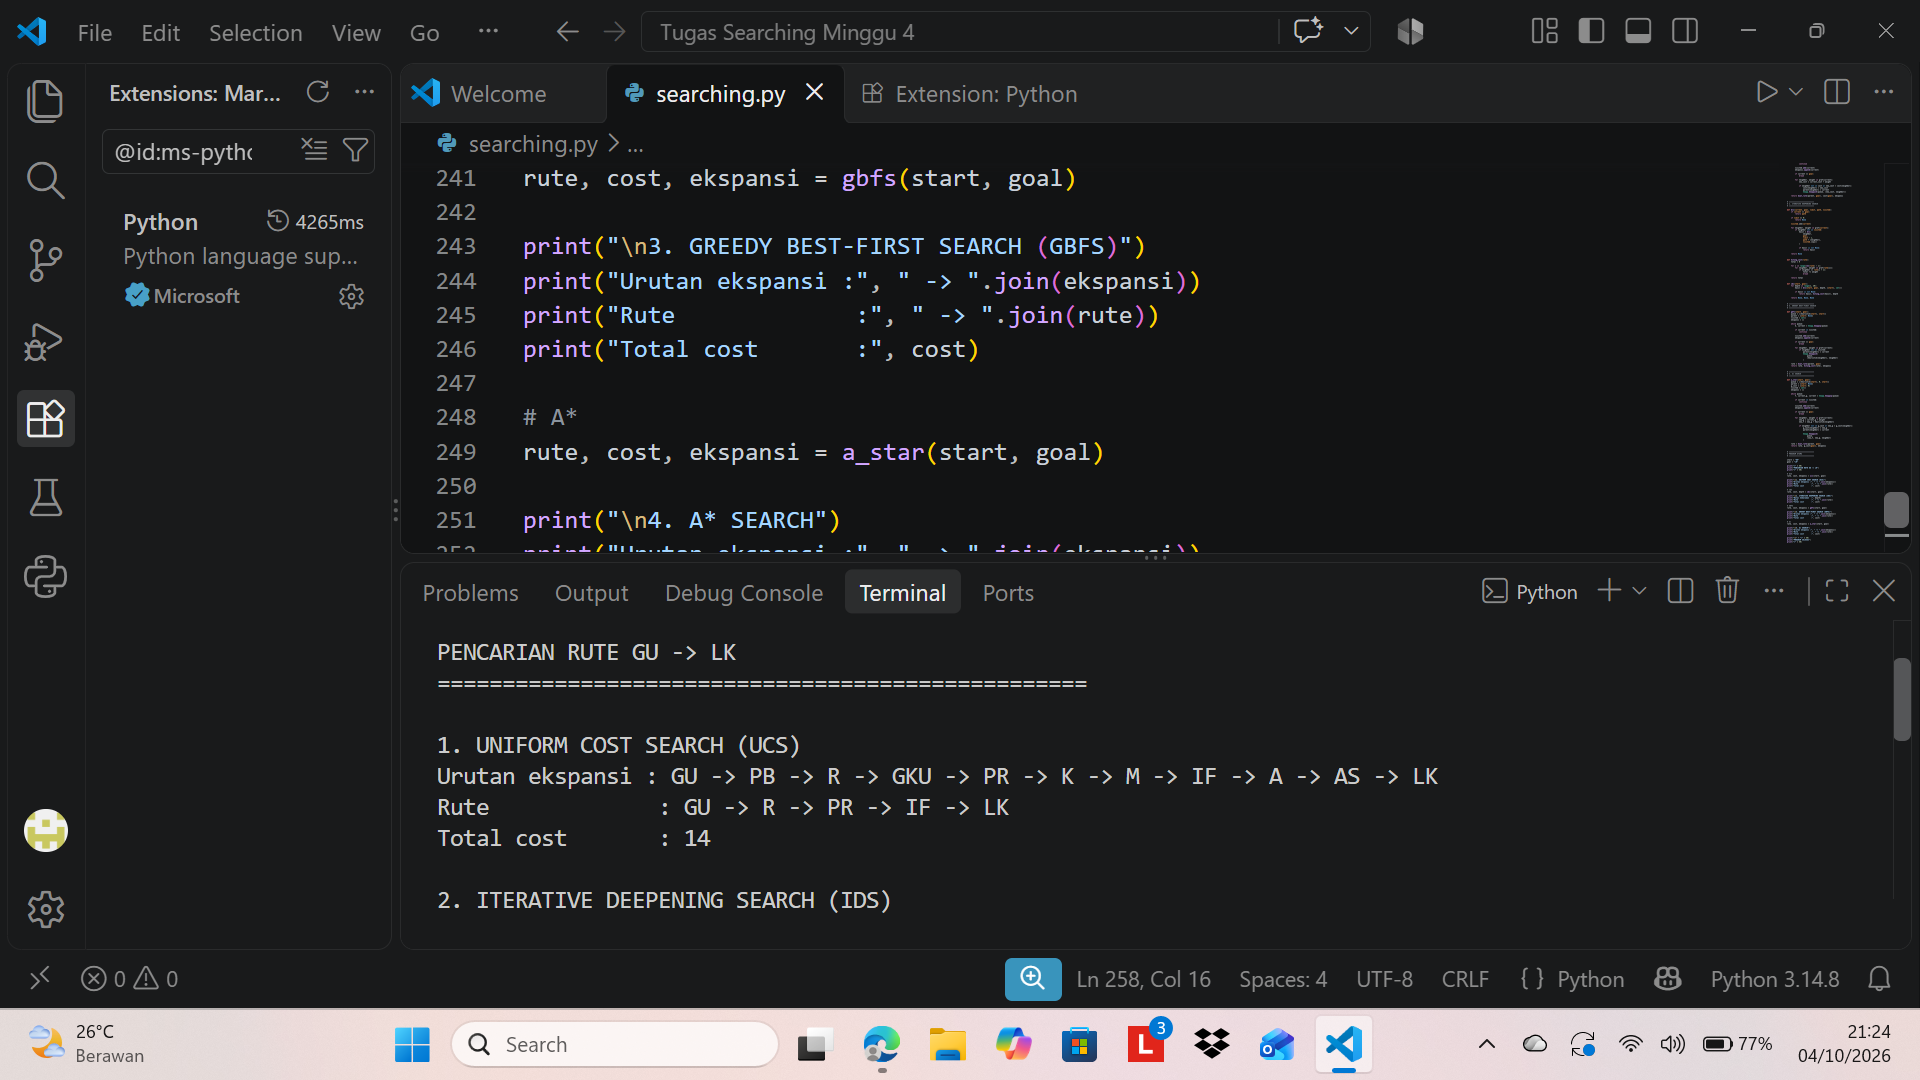 File Edit Selection View Go ···
Tugas Searching Minggu 4
Extensions: Mar...
@id:ms-pytho
Python 4265ms
Python language sup...
Microsoft
Welcome searching.py Extension: Python
searching.py > ...
241 rute, cost, ekspansi = gbfs(start, goal)
242
243 print("\n3. GREEDY BEST-FIRST SEARCH (GBFS)")
244 print("Urutan ekspansi :", " -> ".join(ekspansi))
245 print("Rute             :", " -> ".join(rute))
246 print("Total cost       :", cost)
247
248 # A*
249 rute, cost, ekspansi = a_star(start, goal)
250
251 print("\n4. A* SEARCH")
252 print("Urutan ekspansi :", " -> ".join(ekspansi))
Problems Output Debug Console Terminal Ports
Python
PENCARIAN RUTE GU -> LK
==================================================
1. UNIFORM COST SEARCH (UCS)
Urutan ekspansi : GU -> PB -> R -> GKU -> PR -> K -> M -> IF -> A -> AS -> LK
Rute             : GU -> R -> PR -> IF -> LK
Total cost       : 14
2. ITERATIVE DEEPENING SEARCH (IDS)
0 0
Ln 258, Col 16 Spaces: 4 UTF-8 CRLF {} Python Python 3.14.8
26°C
Berawan
Search
3
77%
21:24
04/10/2026